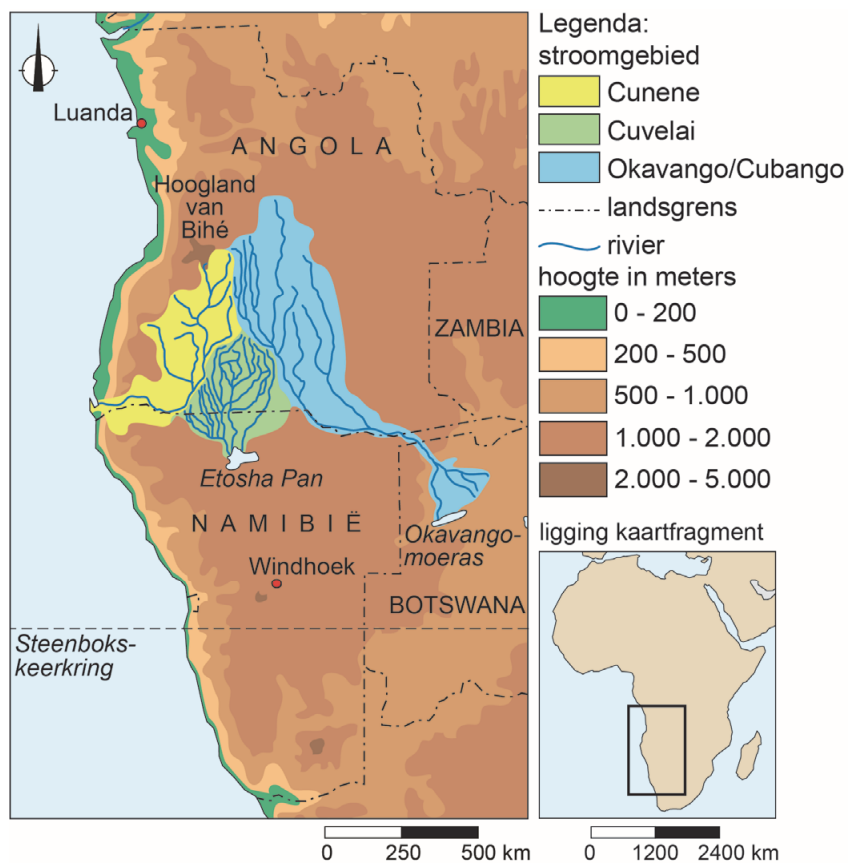 Luanda
ANGOLA
Hoogland
van
Bihé
ZAMBIA
Etosha Pan
NAMIBIË
Okavango-
moeras
Windhoek
BOTSWANA
Steenboks-
keerkring
0 250 500 km
Legenda:
stroomgebied
Cunene
Cuvelai
Okavango/Cubango
landsgrens
rivier
hoogte in meters
0 - 200
200 - 500
500 - 1.000
1.000 - 2.000
2.000 - 5.000
ligging kaartfragment
0 1200 2400 km